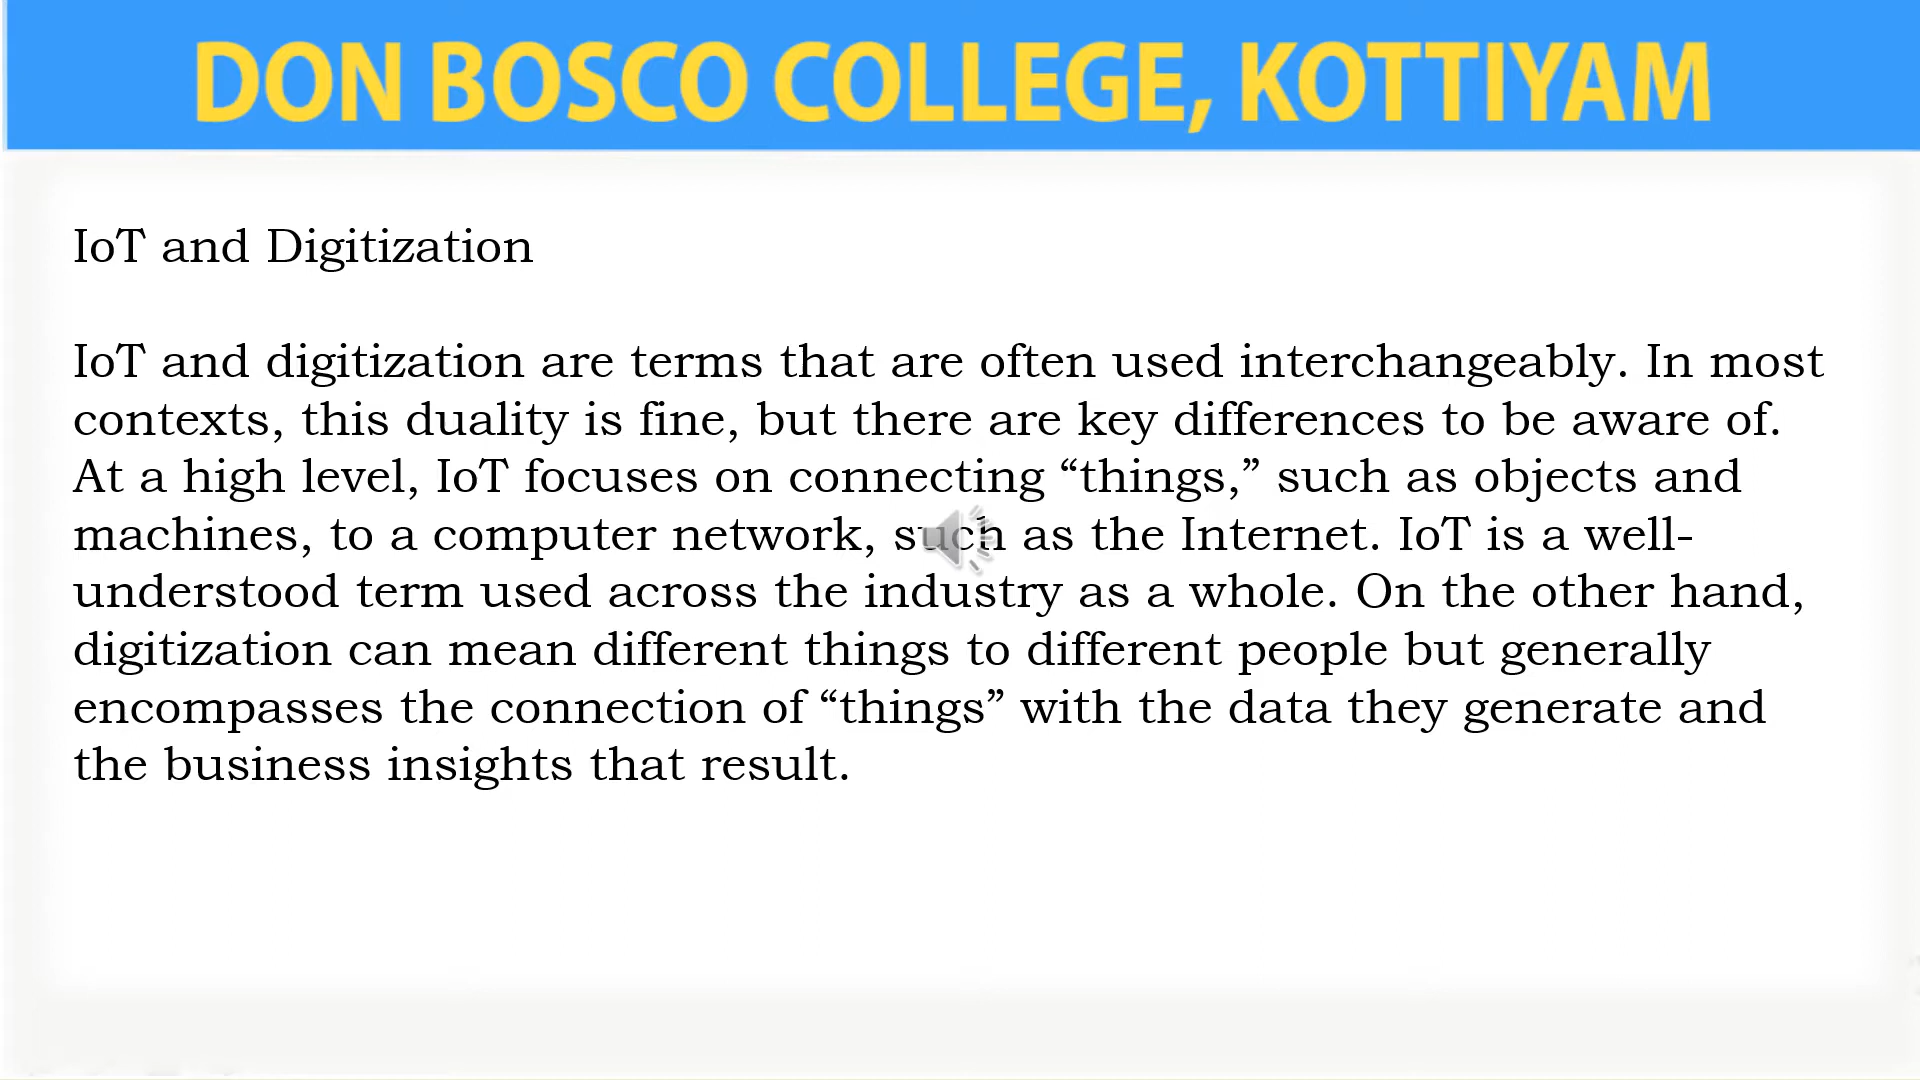 DON BOSCO COLLEGE, KOTTIYAM
IoT and Digitization
IoT and digitization are terms that are often used interchangeably. In most
contexts, this duality is fine, but there are key differences to be aware of.
At a high level, IoT focuses on connecting “things,” such as objects and
machines, to a computer network, such as the Internet. IoT is a well-
understood term used across the industry as a whole. On the other hand,
digitization can mean different things to different people but generally
encompasses the connection of “things” with the data they generate and
the business insights that result.